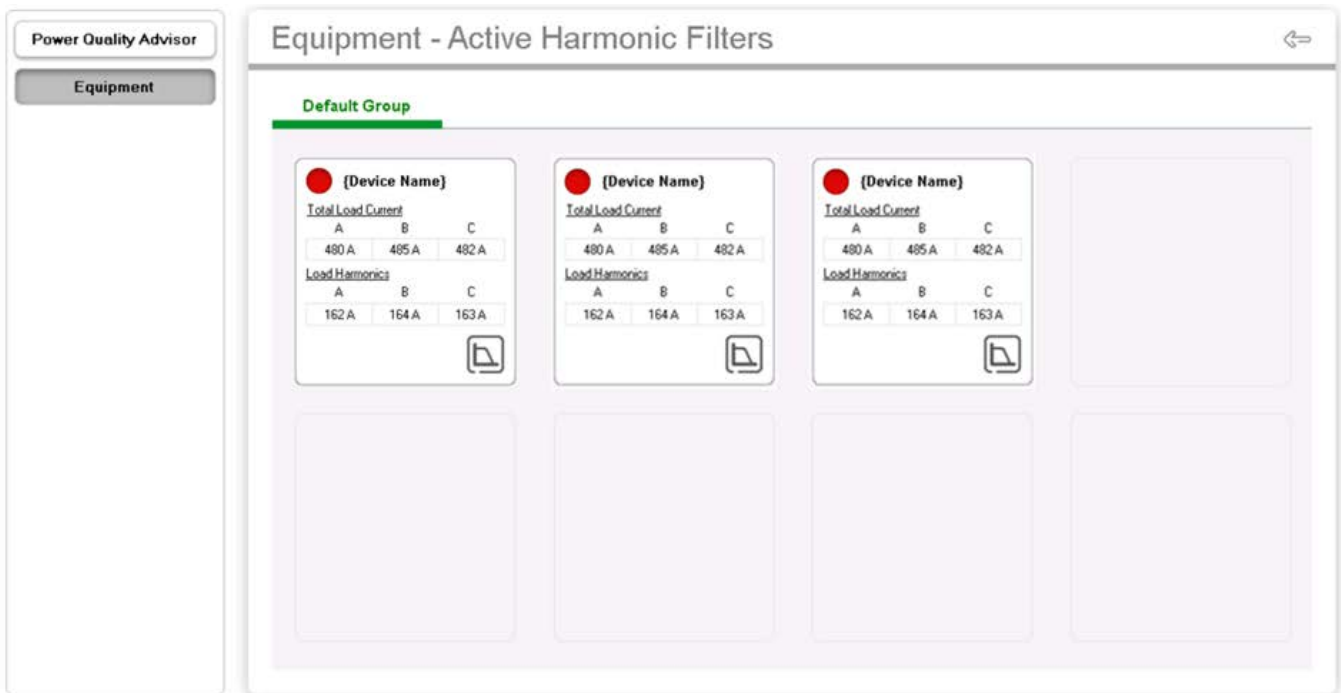 Power Quality Advisor
Equipment
Equipment - Active Harmonic Filters
Default Group
{Device Name}
Total Load Current
A B C
480 A 485 A 482 A
Load Harmonics
A B C
162 A 164 A 163 A
{Device Name}
Total Load Current
A B C
480 A 485 A 482 A
Load Harmonics
A B C
162 A 164 A 163 A
{Device Name}
Total Load Current
A B C
480 A 485 A 482 A
Load Harmonics
A B C
162 A 164 A 163 A